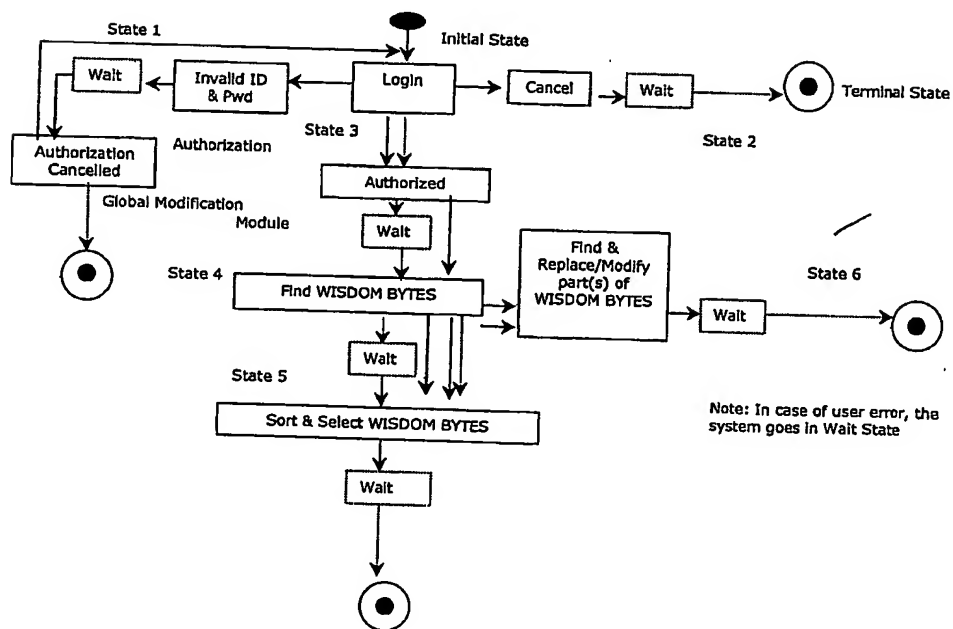 State 1
Initial State
Wait
Invalid ID
& Pwd
Login
Cancel
Wait
Terminal State
State 2
State 3
Authorization
Cancelled
Authorization
Authorized
Global Modification
Module
Wait
Find &
Replace/Modify
part(s) of
WISDOM BYTES
State 4
State 6
Find WISDOM BYTES
Wait
Wait
State 5
Note: In case of user error, the
system goes in Wait State
Sort & Select WISDOM BYTES
Wait